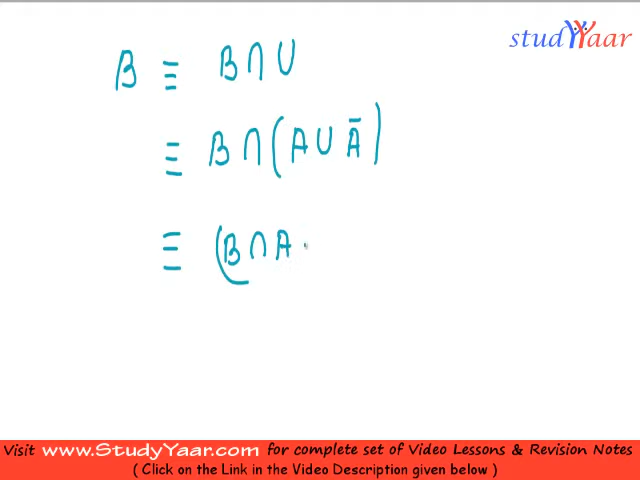 studYYaar
B ≡ B ∩ U
≡ B ∩ (A ∪ Ā)
≡ (B ∩ A
Visit www.StudyYaar.com for complete set of Video Lessons & Revision Notes
( Click on the Link in the Video Description given below )